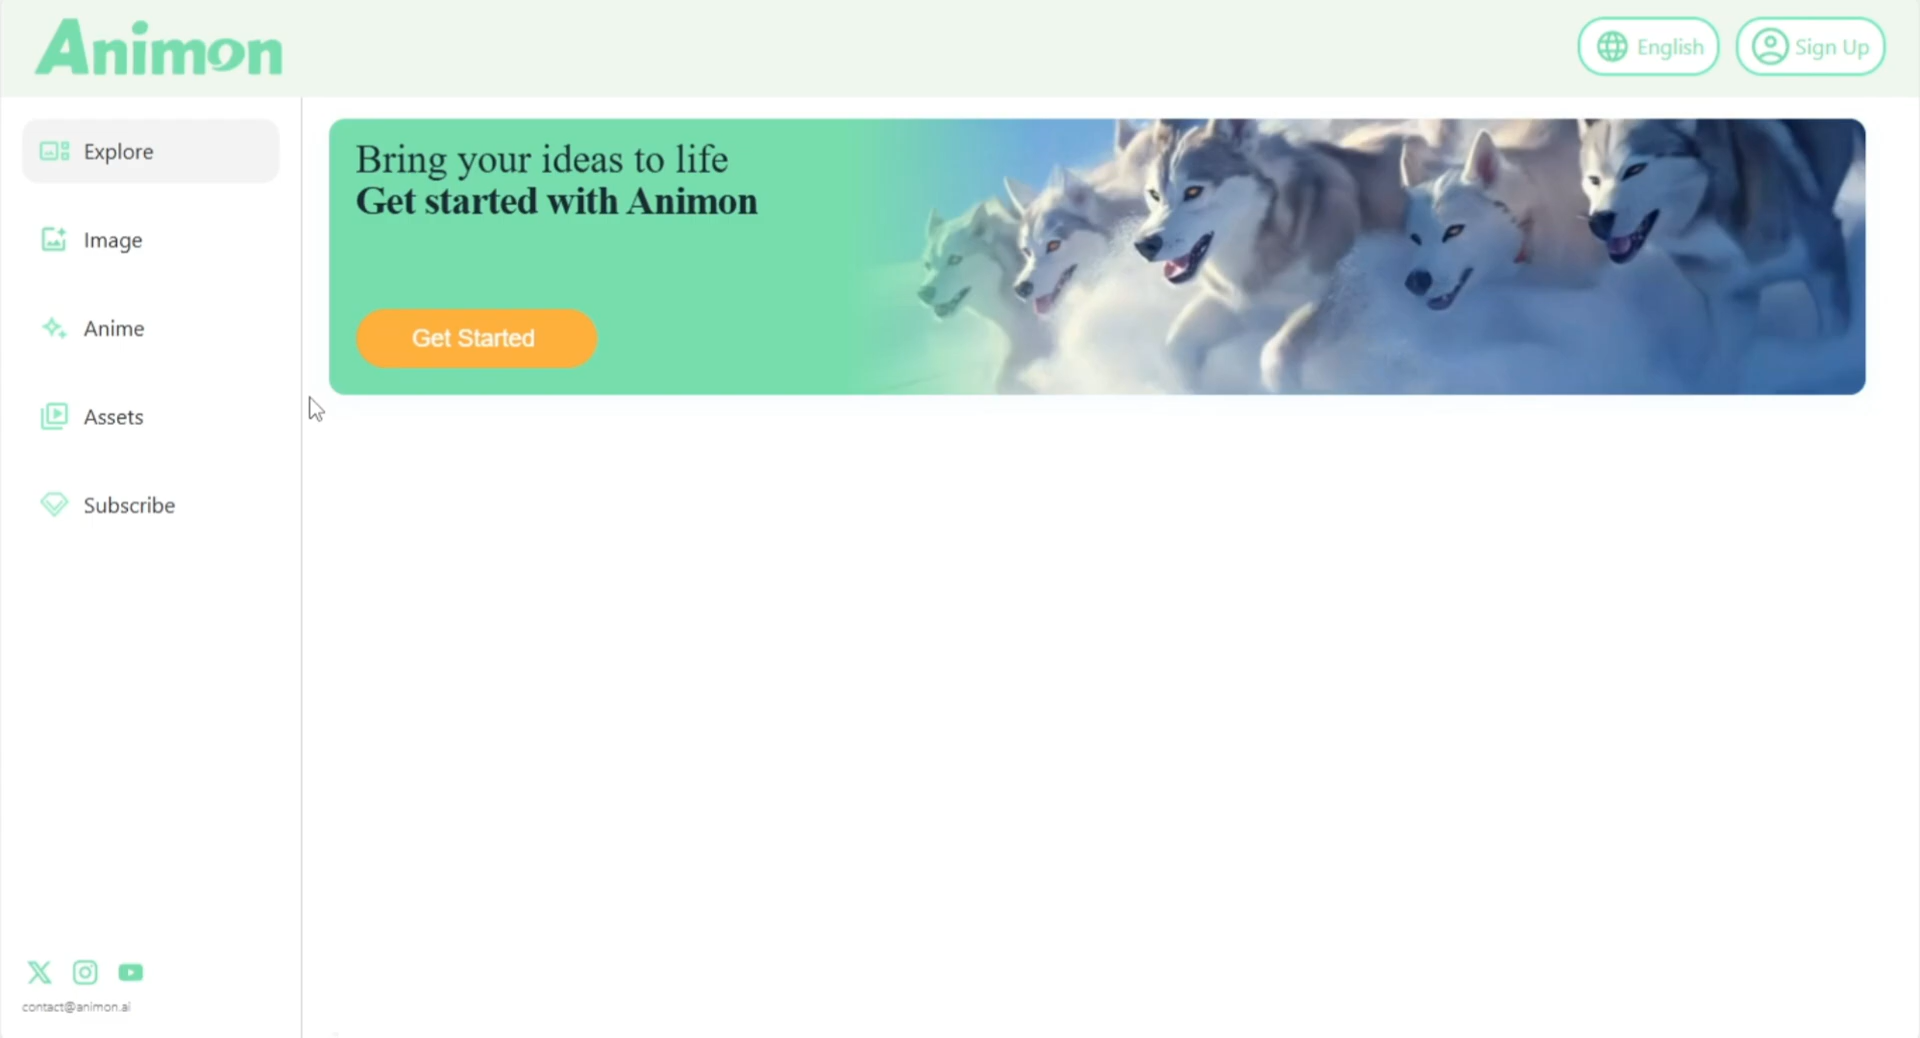 Animon
English
Sign Up
Explore
Image
Anime
Assets
Subscribe
Bring your ideas to life
Get started with Animon
Get Started
contact@animon.ai